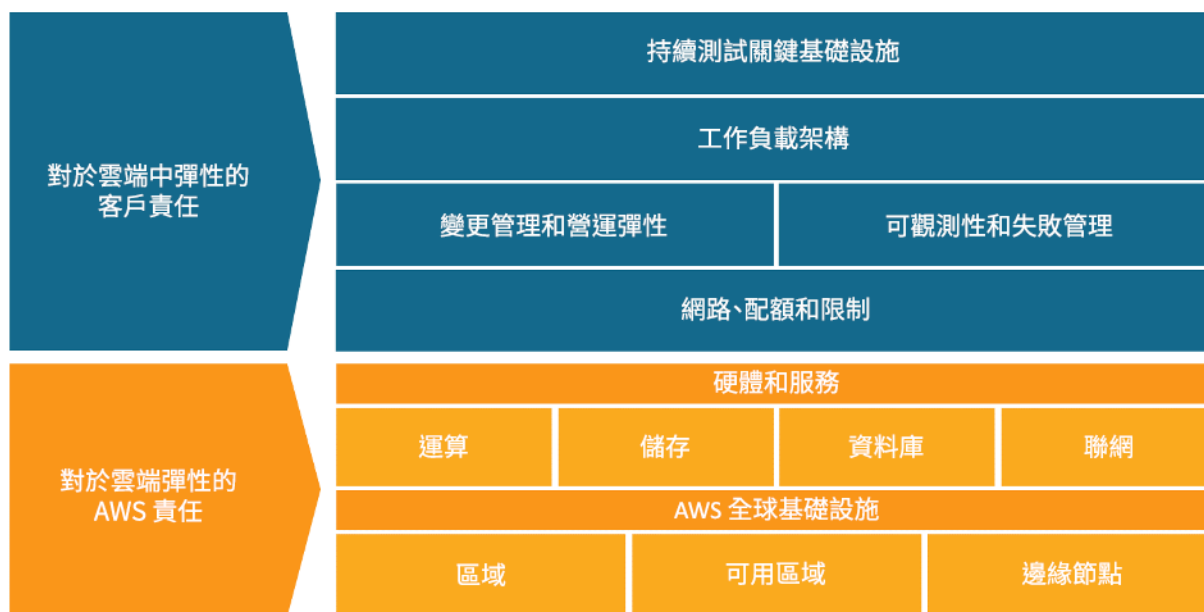 對於雲端中彈性的
客戶責任
持續測試關鍵基礎設施
工作負載架構
變更管理和營運彈性
可觀測性和失敗管理
網路、配額和限制
對於雲端彈性的
AWS 責任
硬體和服務
運算
儲存
資料庫
聯網
AWS 全球基礎設施
區域
可用區域
邊緣節點